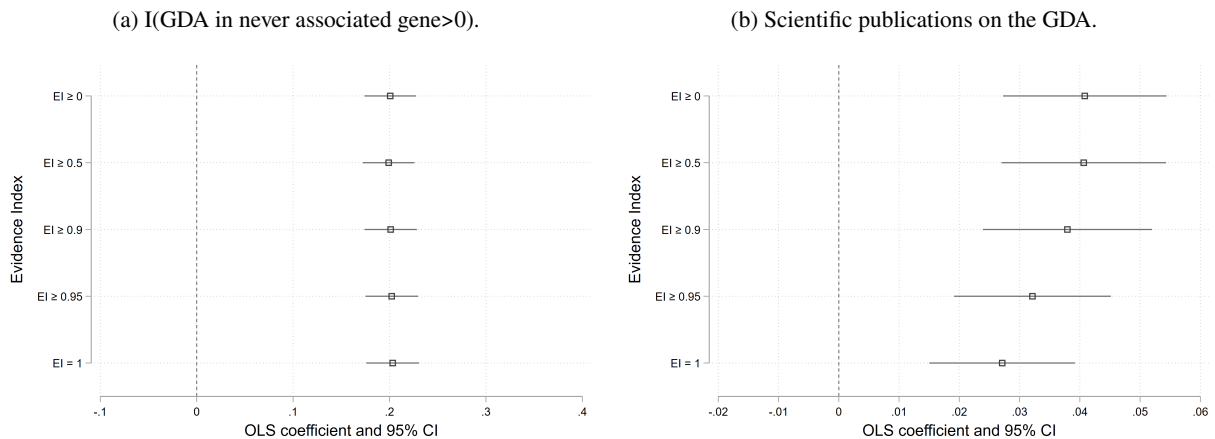 (a) I(GDA in never associated gene>0).
Evidence Index
EI ≥ 0
EI ≥ 0.5
EI ≥ 0.9
EI ≥ 0.95
EI = 1
-.1 0 .1 .2 .3 .4
OLS coefficient and 95% CI
(b) Scientific publications on the GDA.
Evidence Index
EI ≥ 0
EI ≥ 0.5
EI ≥ 0.9
EI ≥ 0.95
EI = 1
-.02 -.01 0 .01 .02 .03 .04 .05 .06
OLS coefficient and 95% CI